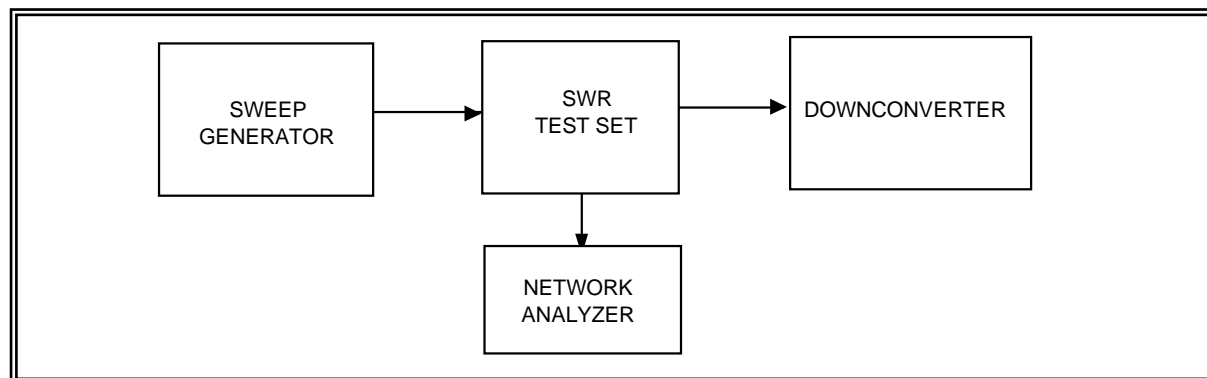 SWEEP
GENERATOR
SWR
TEST SET
DOWNCONVERTER
NETWORK
ANALYZER